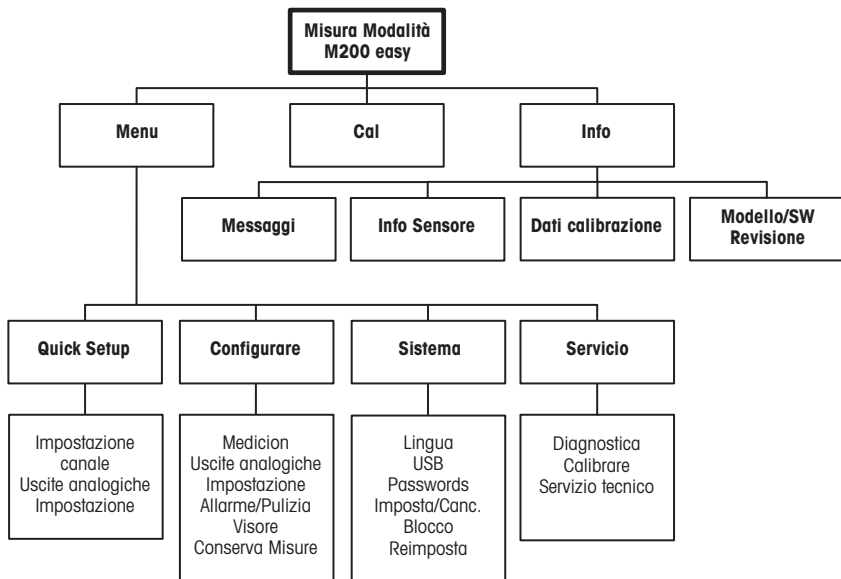 Misura Modalità
M200 easy
Menu
Cal
Info
Messaggi
Info Sensore
Dati calibrazione
Modello/SW
Revisione
Quick Setup
Configurare
Sistema
Servicio
Impostazione
canale
Uscite analogiche
Impostazione
Medicion
Uscite analogiche
Impostazione
Allarme/Pulizia
Visore
Conserva Misure
Lingua
USB
Passwords
Imposta/Canc.
Blocco
Reimposta
Diagnostica
Calibrare
Servizio tecnico